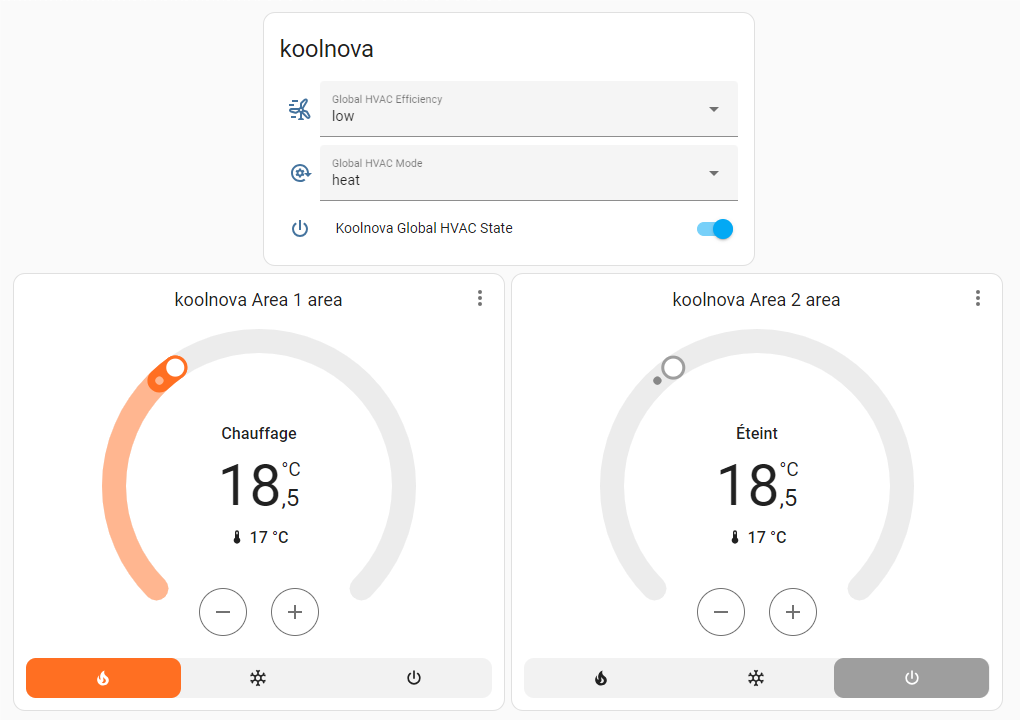 koolnova
Global HVAC Efficiency
low
Global HVAC Mode
heat
Koolnova Global HVAC State
koolnova Area 1 area
Chauffage
18,5 °C
17 °C
koolnova Area 2 area
Éteint
18,5 °C
17 °C